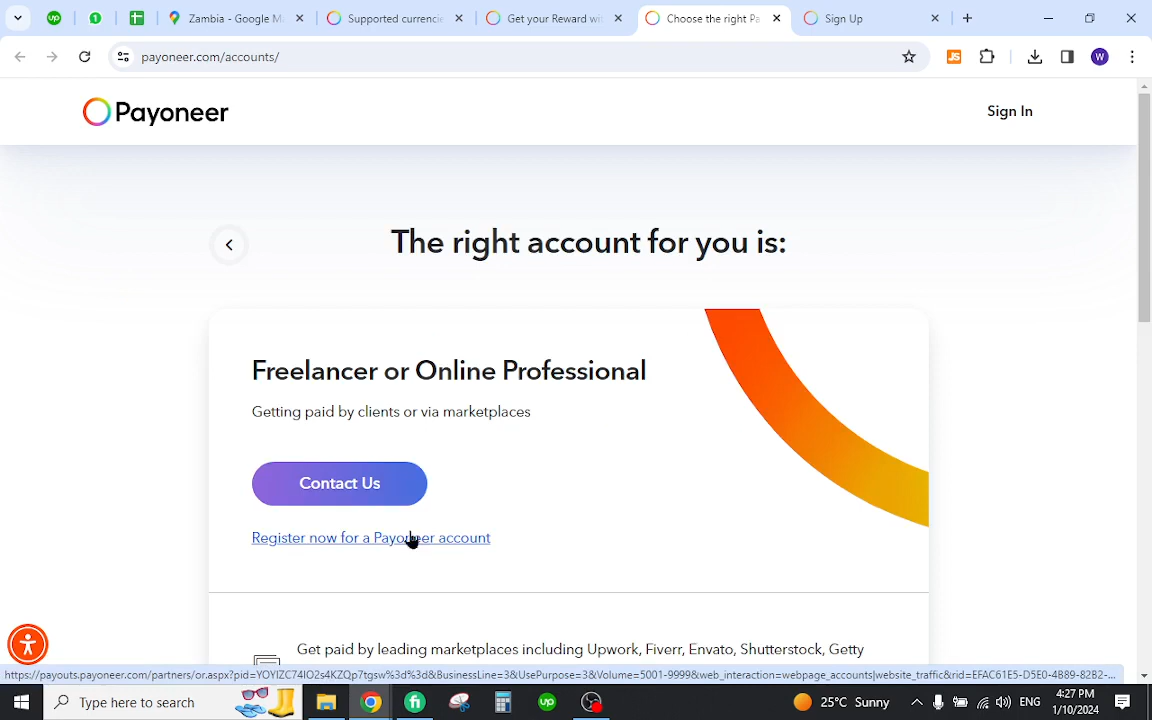 Zambia - Google M
Supported currencie
Get your Reward wi
Choose the right Pa
Sign Up
payoneer.com/accounts/
W
Payoneer
Sign In
The right account for you is:
Freelancer or Online Professional
Getting paid by clients or via marketplaces
Contact Us
Register now for a Payoneer account
Get paid by leading marketplaces including Upwork, Fiverr, Envato, Shutterstock, Getty
https://payouts.payoneer.com/partners/or.aspx?pid=YOYIZC74IO2s4KZQp7tgsw%3d%3d&BusinessLine=3&UsePurpose=3&Volume=5001-9999&web_interaction=webpage_accounts|website_traffic&rid=EFAC61E5-D5E0-4B89-82B2-...
Type here to search
25°C Sunny
ENG
4:27 PM
1/10/2024